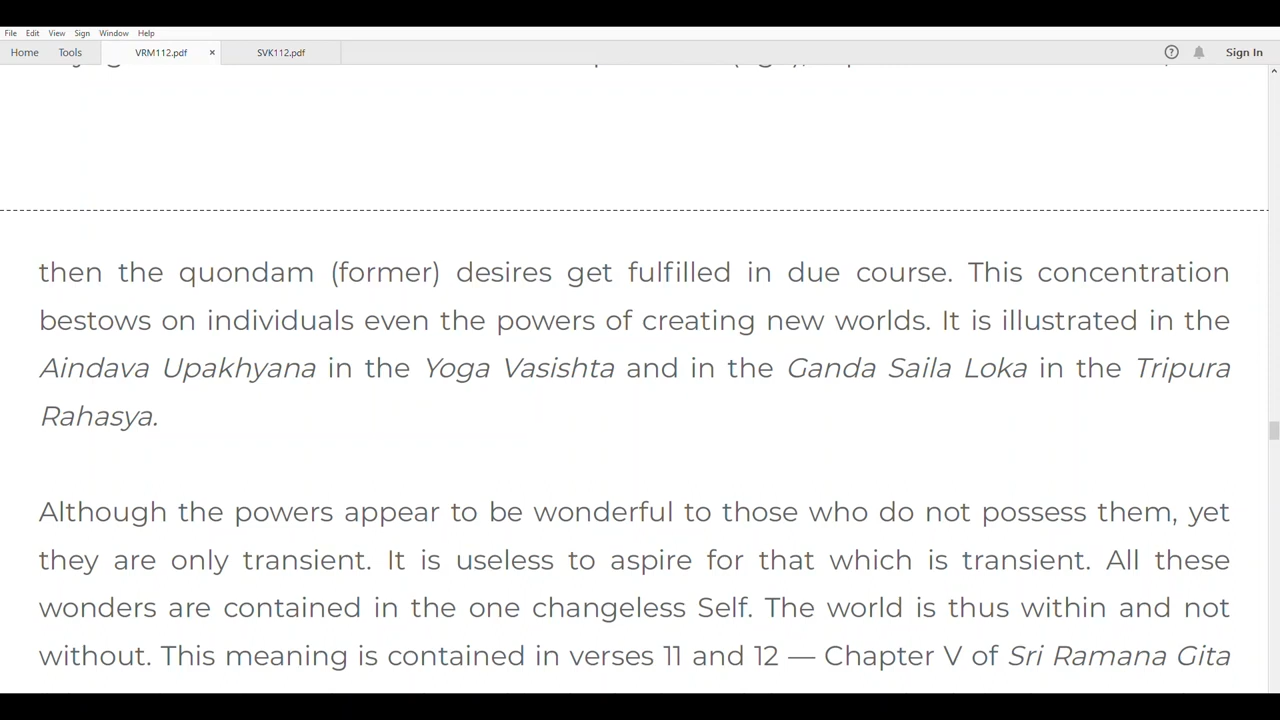 File Edit View Sign Window Help
Home Tools VRM112.pdf × SVK112.pdf Sign In
then the quondam (former) desires get fulfilled in due course. This concentration
bestows on individuals even the powers of creating new worlds. It is illustrated in the
Aindava Upakhyana in the Yoga Vasishta and in the Ganda Saila Loka in the Tripura
Rahasya.
Although the powers appear to be wonderful to those who do not possess them, yet
they are only transient. It is useless to aspire for that which is transient. All these
wonders are contained in the one changeless Self. The world is thus within and not
without. This meaning is contained in verses 11 and 12 — Chapter V of Sri Ramana Gita